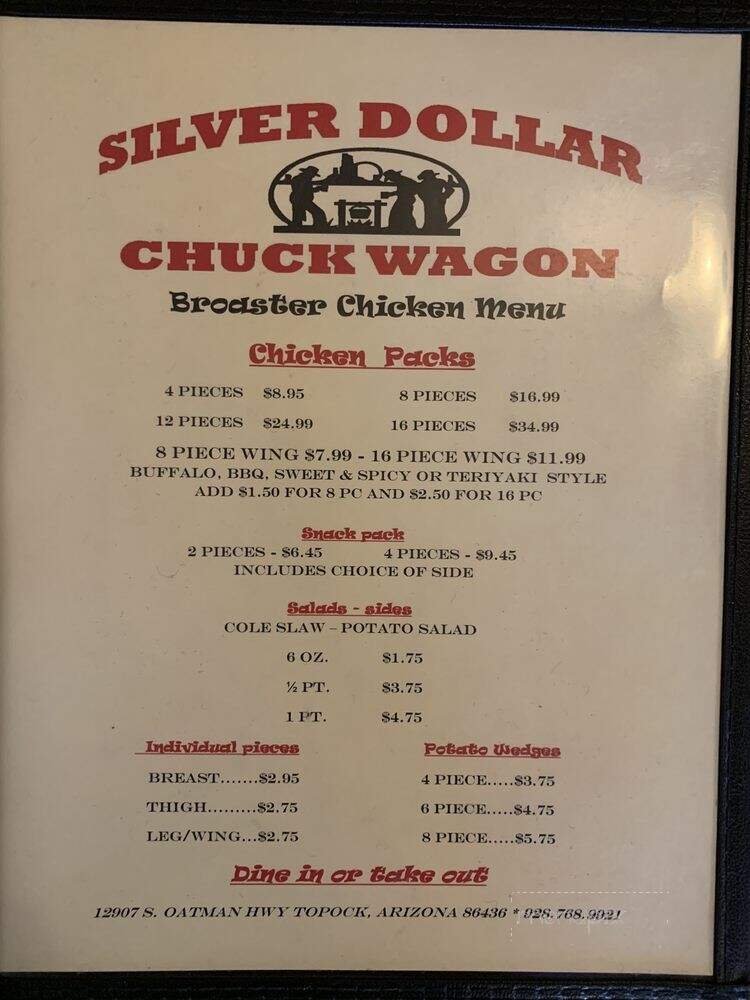 SILVER DOLLAR
CHUCK WAGON
Broaster Chicken Menu
Chicken Packs
4 PIECES $8.95 8 PIECES $16.99
12 PIECES $24.99 16 PIECES $34.99
8 PIECE WING $7.99 - 16 PIECE WING $11.99
BUFFALO, BBQ, SWEET & SPICY OR TERIYAKI STYLE
ADD $1.50 FOR 8 PC AND $2.50 FOR 16 PC
Snack pack
2 PIECES - $6.45 4 PIECES - $9.45
INCLUDES CHOICE OF SIDE
Salads - sides
COLE SLAW – POTATO SALAD
6 OZ. $1.75
½ PT. $3.75
1 PT. $4.75
Individual pieces Potato Wedges
BREAST.......$2.95 4 PIECE.....$3.75
THIGH.........$2.75 6 PIECE.....$4.75
LEG/WING...$2.75 8 PIECE.....$5.75
Dine in or take out
12907 S. OATMAN HWY TOPOCK, ARIZONA 86436 * 928.768.9921